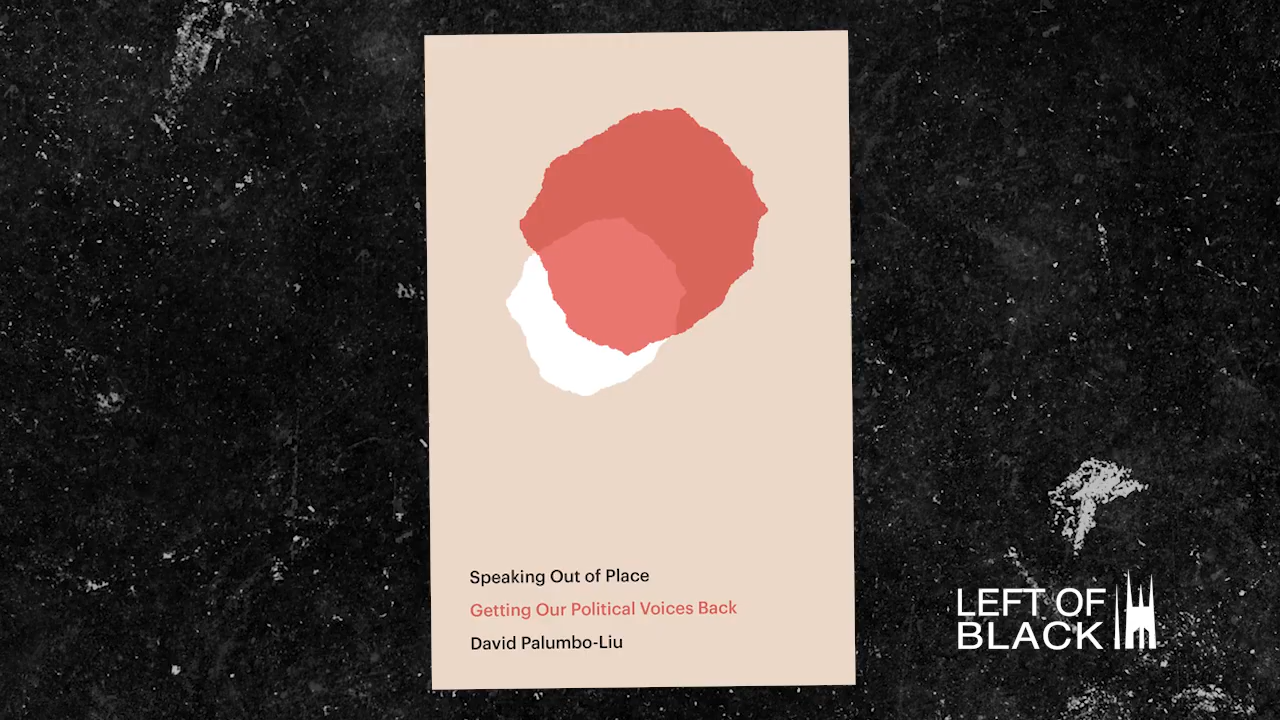 Speaking Out of Place
Getting Our Political Voices Back
David Palumbo-Liu
LEFT OF
BLACK